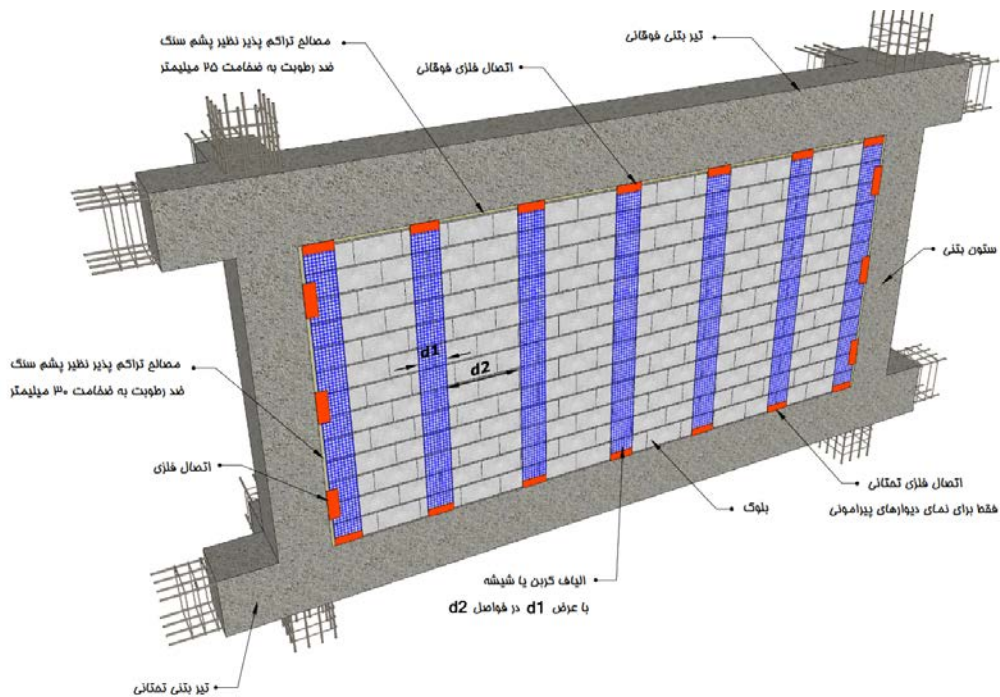 مصالح تراکم پذیر نظیر پشم سنگ
ضد رطوبت به ضخامت ۲۵ میلیمتر
اتصال فلزی فوقانی
تیر بتنی فوقانی
ستون بتنی
d1
d2
مصالح تراکم پذیر نظیر پشم سنگ
ضد رطوبت به ضخامت ۳۰ میلیمتر
اتصال فلزی
اتصال فلزی تحتانی
فقط برای نمای دیوارهای پیرامونی
بلوک
الیاف کربن یا شیشه
با عرض d1 در فواصل d2
تیر بتنی تحتانی